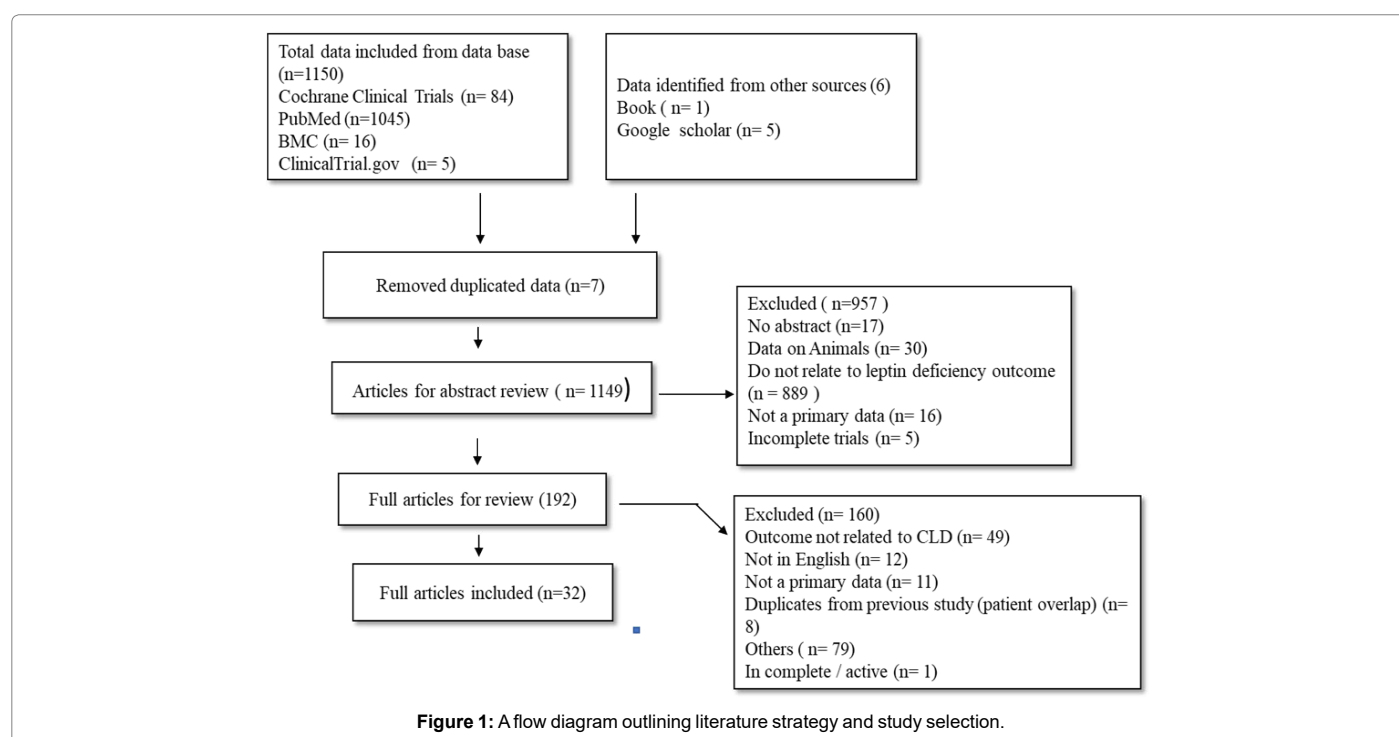 Total data included from data base
(n=1150)
Cochrane Clinical Trials (n= 84)
PubMed (n=1045)
BMC (n= 16)
ClinicalTrial.gov (n= 5)
Data identified from other sources (6)
Book ( n= 1)
Google scholar (n= 5)
Removed duplicated data (n=7)
Articles for abstract review ( n= 1149)
Excluded ( n=957 )
No abstract (n=17)
Data on Animals (n= 30)
Do not relate to leptin deficiency outcome
(n = 889 )
Not a primary data (n= 16)
Incomplete trials (n= 5)
Full articles for review (192)
Excluded (n= 160)
Outcome not related to CLD (n= 49)
Not in English (n= 12)
Not a primary data (n= 11)
Duplicates from previous study (patient overlap) (n=
8)
Others ( n= 79)
In complete / active (n= 1)
Full articles included (n=32)
Figure 1: A flow diagram outlining literature strategy and study selection.